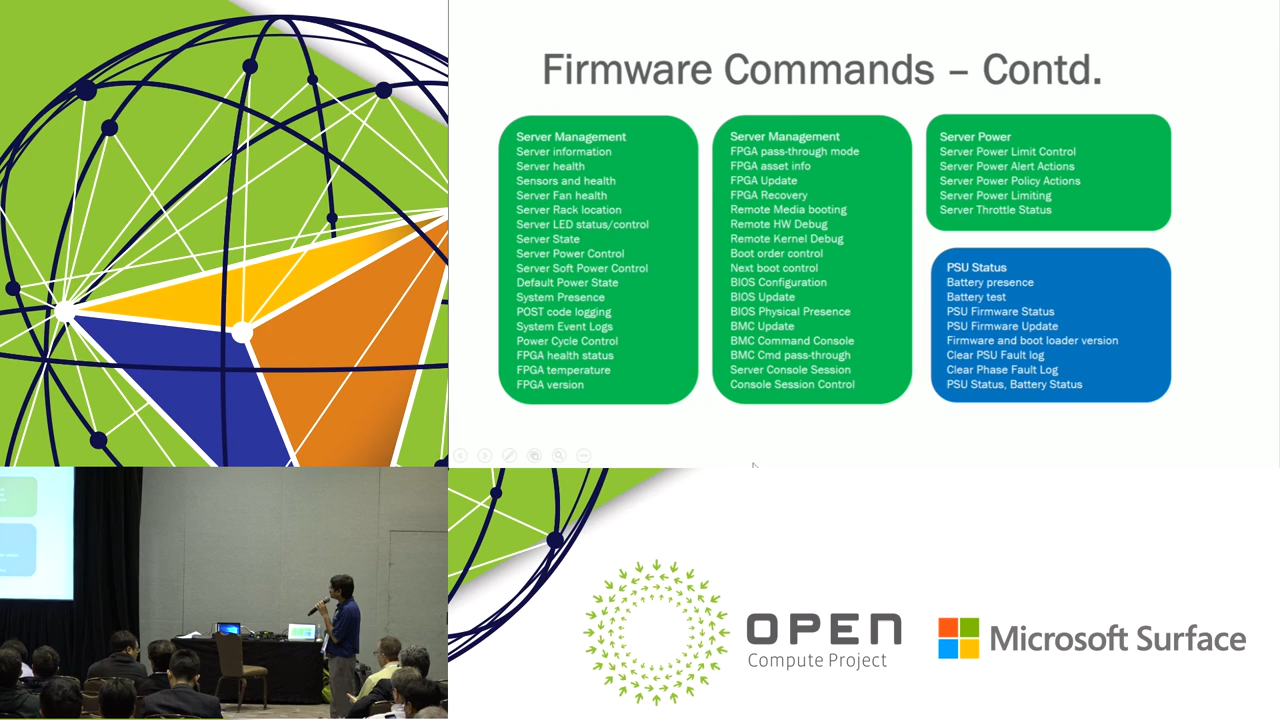 Firmware Commands – Contd.
Server Management
Server information
Server health
Sensors and health
Server Fan health
Server Rack location
Server LED status/control
Server State
Server Power Control
Server Soft Power Control
Default Power State
System Presence
POST code logging
System Event Logs
Power Cycle Control
FPGA health status
FPGA temperature
FPGA version
Server Management
FPGA pass-through mode
FPGA asset info
FPGA Update
FPGA Recovery
Remote Media booting
Remote HW Debug
Remote Kernel Debug
Boot order control
Next boot control
BIOS Configuration
BIOS Update
BIOS Physical Presence
BMC Update
BMC Command Console
BMC Cmd pass-through
Server Console Session
Console Session Control
Server Power
Server Power Limit Control
Server Power Alert Actions
Server Power Policy Actions
Server Power Limiting
Server Throttle Status
PSU Status
Battery presence
Battery test
PSU Firmware Status
PSU Firmware Update
Firmware and boot loader version
Clear PSU Fault log
Clear Phase Fault Log
PSU Status, Battery Status
OPEN
Compute Project
Microsoft Surface